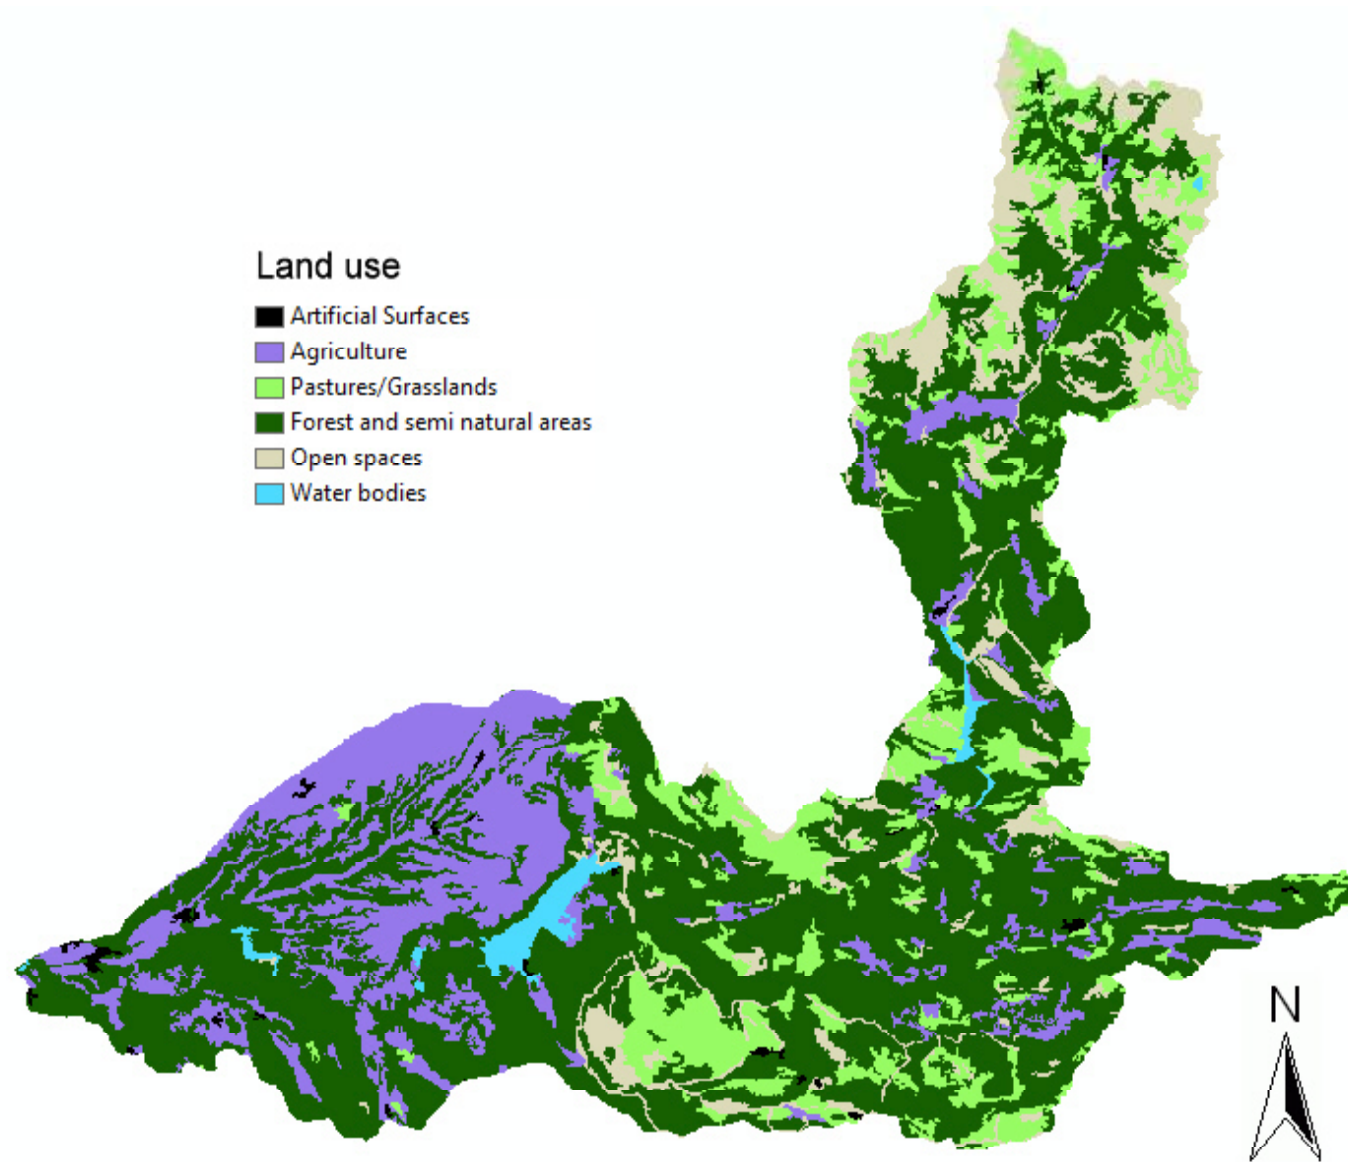 Land use
Artificial Surfaces
Agriculture
Pastures/Grasslands
Forest and semi natural areas
Open spaces
Water bodies
N